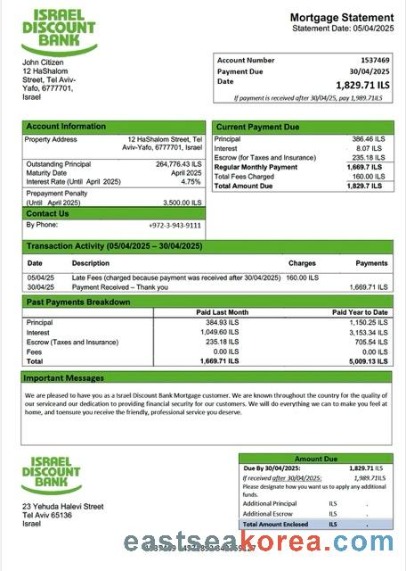 ISRAEL
DISCOUNT
BANK
Mortgage Statement
Statement Date: 05/04/2025
John Citizen
12 HaShalom
Street, Tel Aviv-
Yafo, 6777701,
Israel
Account Number 1537469
Payment Due 30/04/2025
Date
1,829.71 ILS
If payment is received after 30/04/25, pay 1,989.71ILS
Account Information
Property Address 12 HaShalom Street, Tel
Aviv-Yafo, 6777701, Israel
Outstanding Principal 264,776.43 ILS
Maturity Date April 2025
Interest Rate (Until April 2025) 4.75%
Prepayment Penalty
(Until April 2025) 3,500.00 ILS
Contact Us
By Phone: +972-3-943-9111
Current Payment Due
Principal 386.46 ILS
Interest 8.07 ILS
Escrow (for Taxes and Insurance) 235.18 ILS
Regular Monthly Payment 1,669.7 ILS
Total Fees Charged 160.00 ILS
Total Amount Due 1,829.7 ILS
Transaction Activity (05/04/2025 – 30/04/2025)
Date Description Charges Payments
05/04/25 Late Fees (charged because payment was received after 30/04/2025) 160.00 ILS
30/04/25 Payment Received – Thank you 1,669.71 ILS
Past Payments Breakdown
Paid Last Month Paid Year to Date
Principal 384.93 ILS 1,150.25 ILS
Interest 1,049.60 ILS 3,153.34 ILS
Escrow (Taxes and Insurance) 235.18 ILS 705.54 ILS
Fees 0.00 ILS 0.00 ILS
Total 1,669.71 ILS 5,009.13 ILS
Important Messages
We are pleased to have you as a Israel Discount Bank Mortgage customer. We are known throughout the country for the quality of
our serviceand our dedication to providing financial security for our customers. We will do everything we can to make you feel at
home, and toensure you receive the friendly, professional service you deserve.
ISRAEL
DISCOUNT
BANK
23 Yehuda Halevi Street
Tel Aviv 65136
Israel
Amount Due
Due By 30/04/2025: 1,829.71 ILS
If received after 30/04/2025: 1,989.71ILS
Please designate how you want us to apply any additional
funds.
Additional Principal ILS .
Additional Escrow ILS .
Total Amount Enclosed ILS .
eastseakorea.com